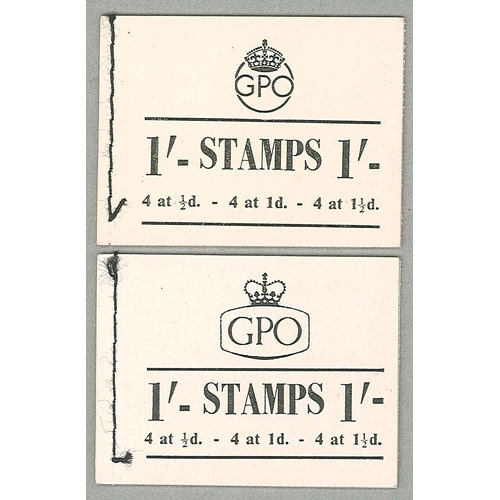 GPO
1/- STAMPS 1/-
4 at ½d. - 4 at 1d. - 4 at 1½d.
GPO
1/- STAMPS 1/-
4 at ½d. - 4 at 1d. - 4 at 1½d.